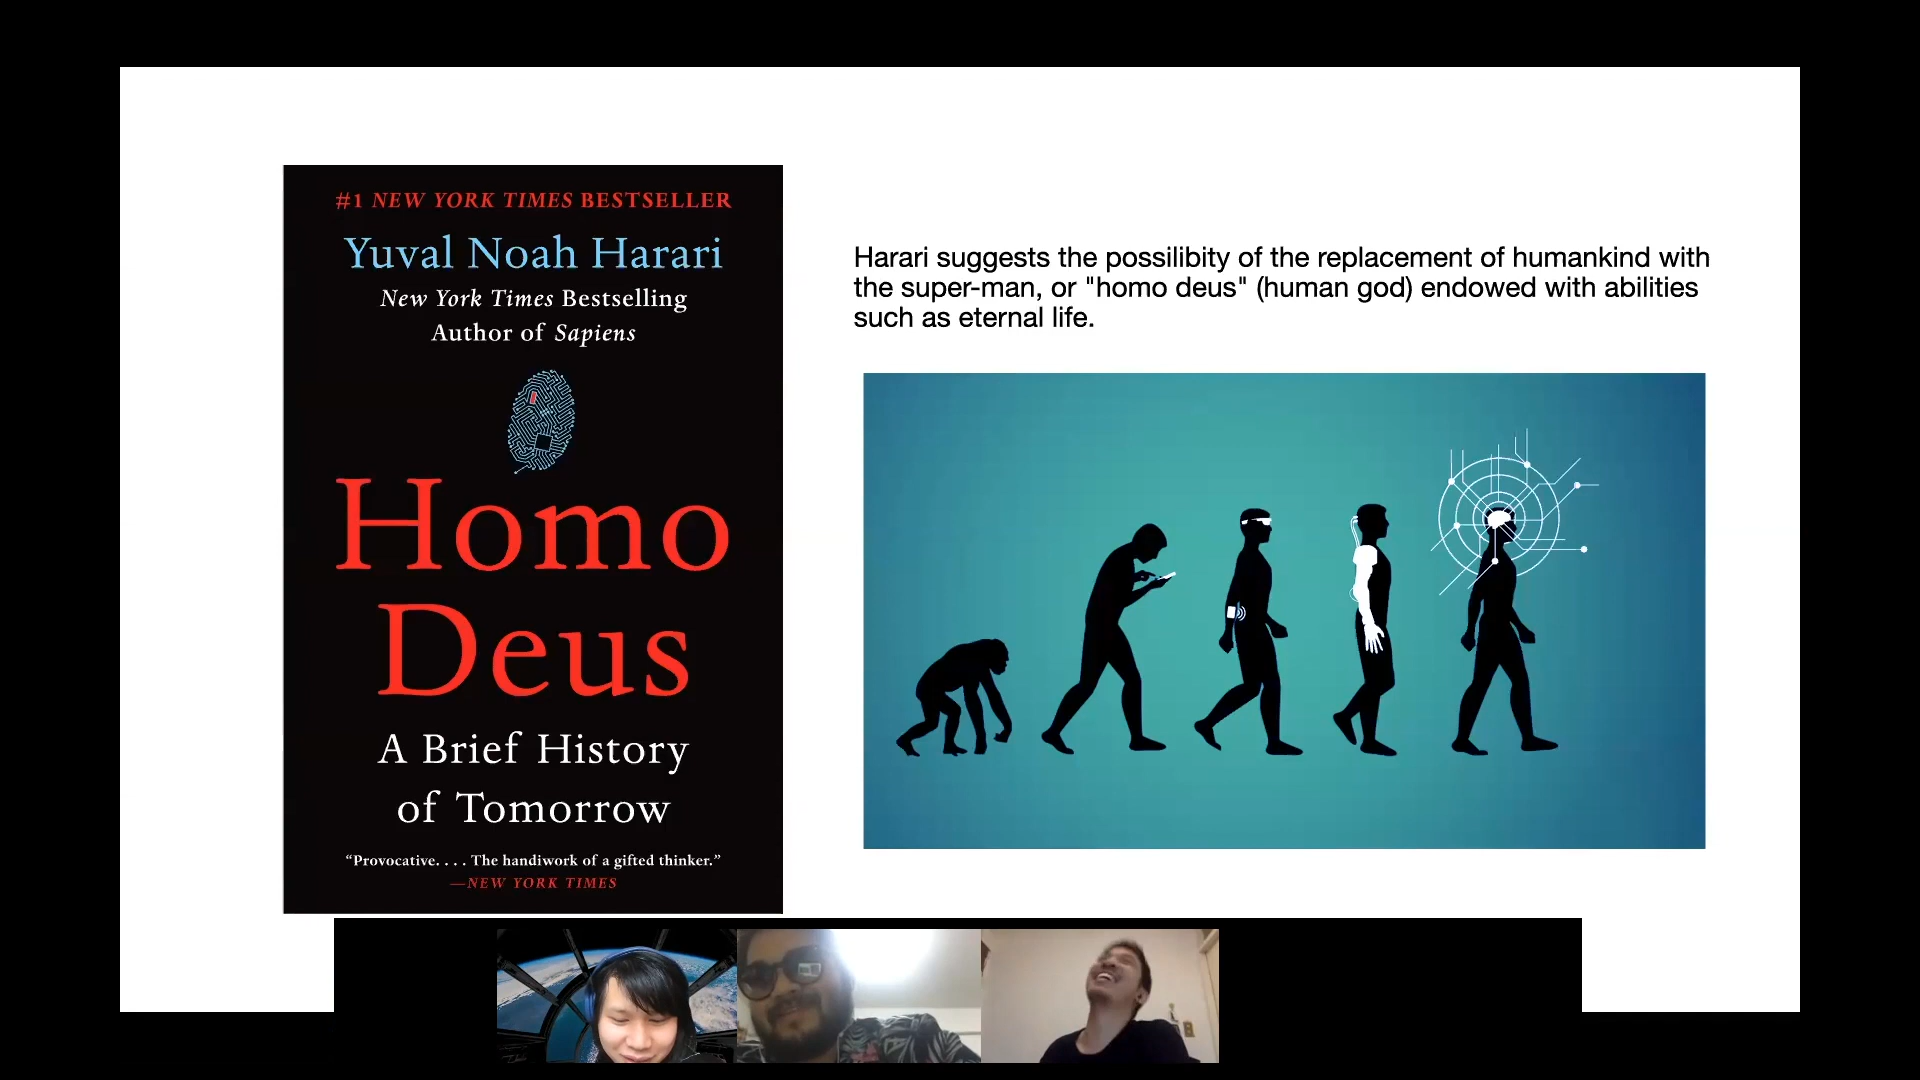 #1 NEW YORK TIMES BESTSELLER
Yuval Noah Harari
New York Times Bestselling
Author of Sapiens
Homo
Deus
A Brief History
of Tomorrow
“Provocative. . . . The handiwork of a gifted thinker.”
—NEW YORK TIMES
Harari suggests the possilibity of the replacement of humankind with
the super-man, or "homo deus" (human god) endowed with abilities
such as eternal life.